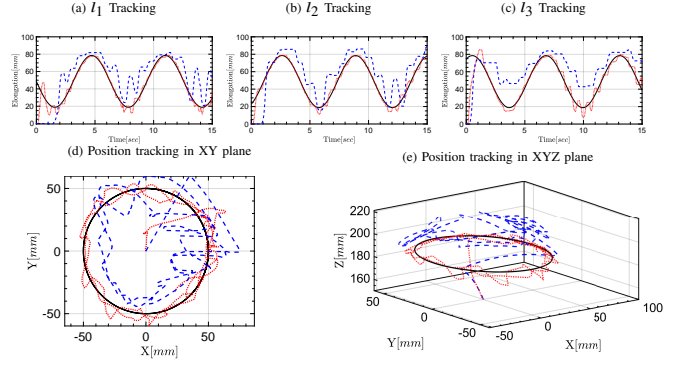 (a) l₁ Tracking (b) l₂ Tracking (c) l₃ Tracking
Elongation[mm] 100 80 60 40 20 0 Elongation[mm] 100 80 60 40 20 0 Elongation[mm] 100 80 60 40 20 0
0 5 10 15 0 5 10 15 0 5 10 15
Time[sec] Time[sec] Time[sec]
(d) Position tracking in XY plane (e) Position tracking in XYZ plane
Y[mm] 50 0 -50
-50 0 50
X[mm]
Z[mm] 220 200 180 160
50 0 -50
Y[mm]
-50 0 50 100
X[mm]